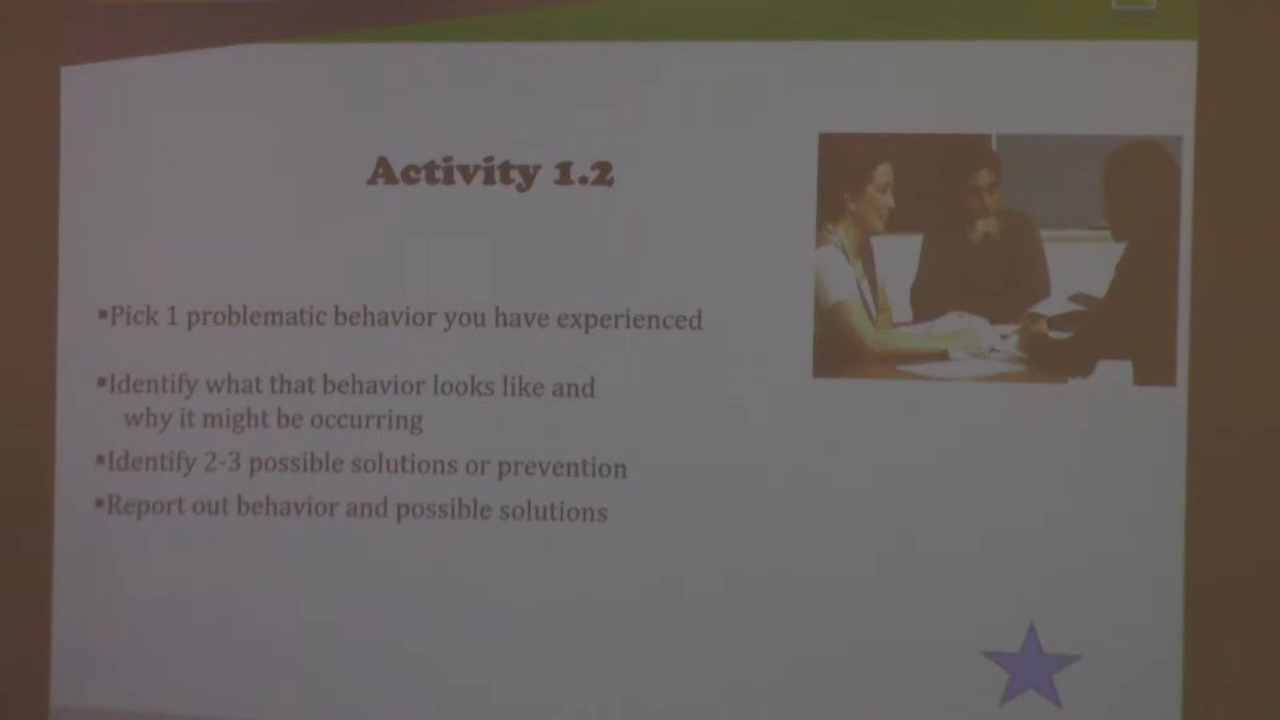 Activity 1.2
▪Pick 1 problematic behavior you have experienced
▪Identify what that behavior looks like and
why it might be occurring
▪Identify 2-3 possible solutions or prevention
▪Report out behavior and possible solutions